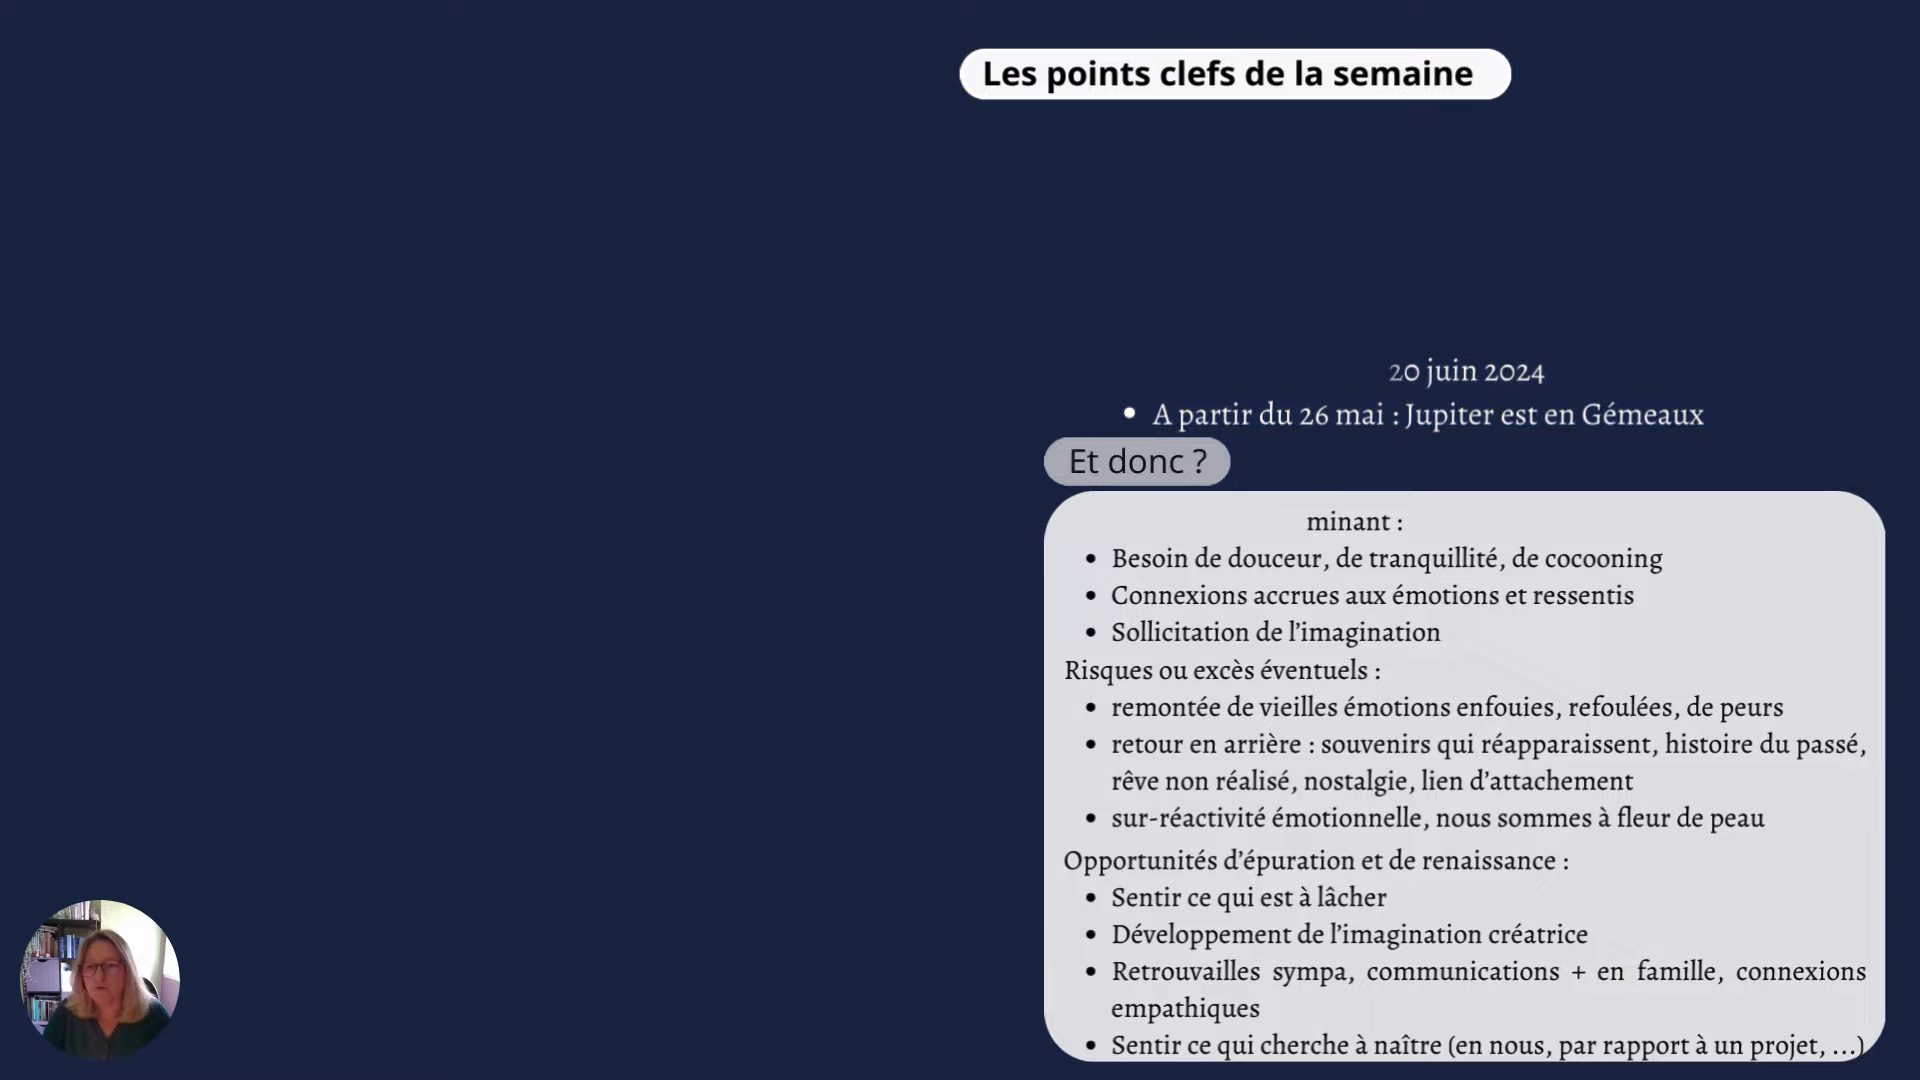 Les points clefs de la semaine
20 juin 2024
• A partir du 26 mai : Jupiter est en Gémeaux
Et donc ?
minant :
• Besoin de douceur, de tranquillité, de cocooning
• Connexions accrues aux émotions et ressentis
• Sollicitation de l’imagination
Risques ou excès éventuels :
• remontée de vieilles émotions enfouies, refoulées, de peurs
• retour en arrière : souvenirs qui réapparaissent, histoire du passé,
rêve non réalisé, nostalgie, lien d’attachement
• sur-réactivité émotionnelle, nous sommes à fleur de peau
Opportunités d’épuration et de renaissance :
• Sentir ce qui est à lâcher
• Développement de l’imagination créatrice
• Retrouvailles sympa, communications + en famille, connexions
empathiques
• Sentir ce qui cherche à naître (en nous, par rapport à un projet, ...)